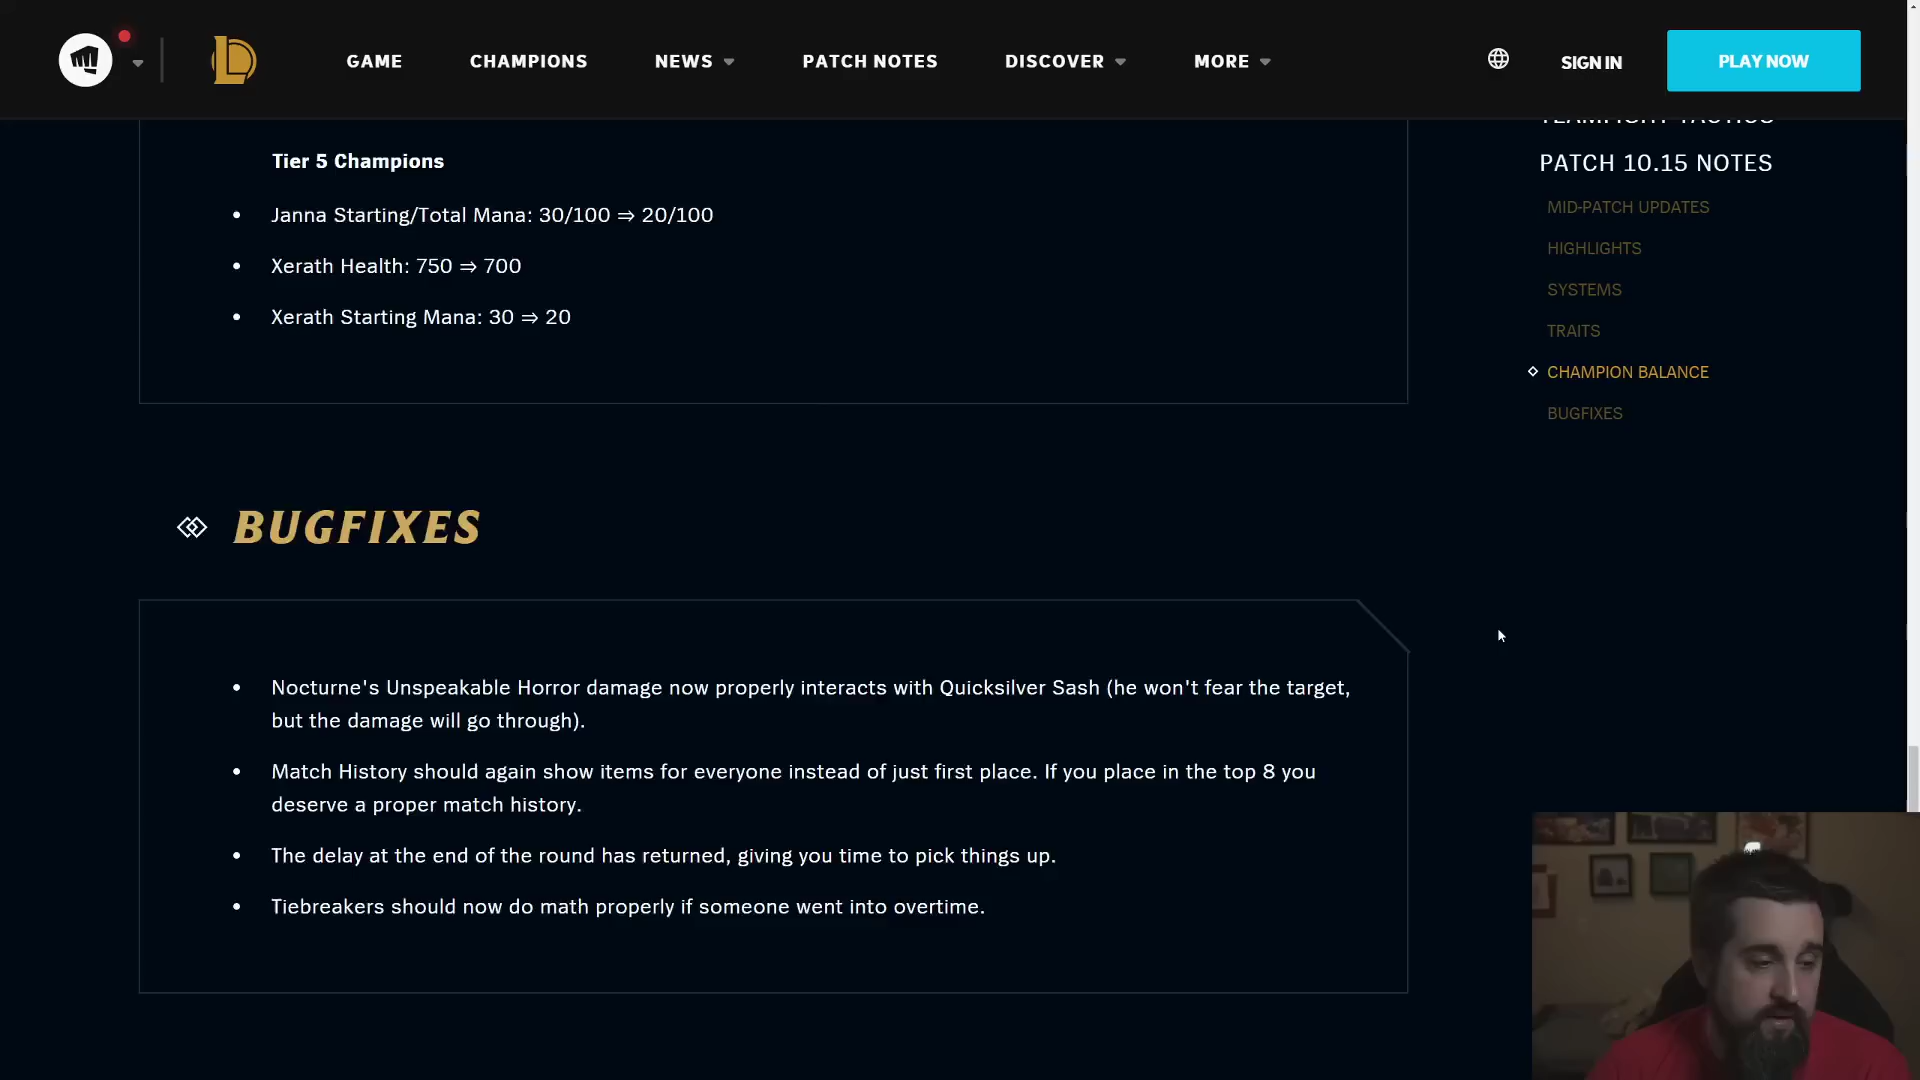 GAME CHAMPIONS NEWS PATCH NOTES DISCOVER MORE SIGN IN PLAY NOW
Tier 5 Champions
• Janna Starting/Total Mana: 30/100 ⇒ 20/100
• Xerath Health: 750 ⇒ 700
• Xerath Starting Mana: 30 ⇒ 20
BUGFIXES
• Nocturne's Unspeakable Horror damage now properly interacts with Quicksilver Sash (he won't fear the target,
but the damage will go through).
• Match History should again show items for everyone instead of just first place. If you place in the top 8 you
deserve a proper match history.
• The delay at the end of the round has returned, giving you time to pick things up.
• Tiebreakers should now do math properly if someone went into overtime.
TEAMFIGHT TACTICS
PATCH 10.15 NOTES
MID-PATCH UPDATES
HIGHLIGHTS
SYSTEMS
TRAITS
CHAMPION BALANCE
BUGFIXES